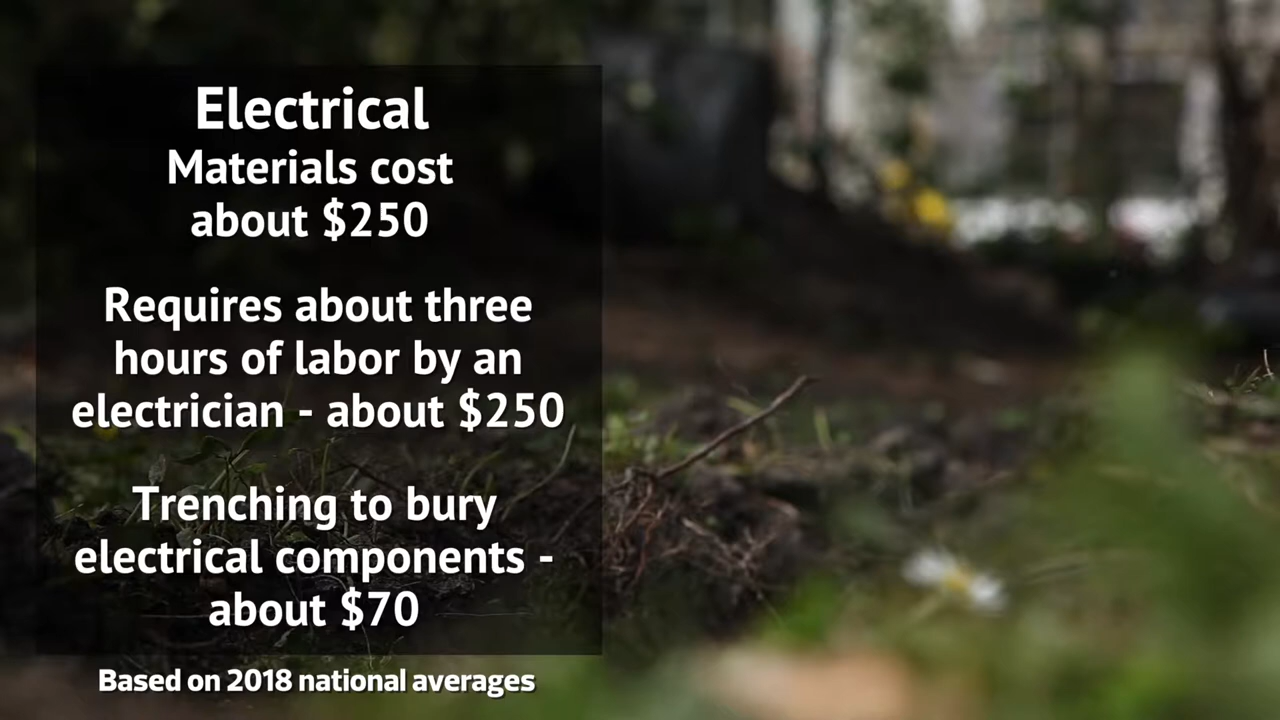 Electrical
Materials cost
about $250
Requires about three
hours of labor by an
electrician - about $250
Trenching to bury
electrical components -
about $70
Based on 2018 national averages